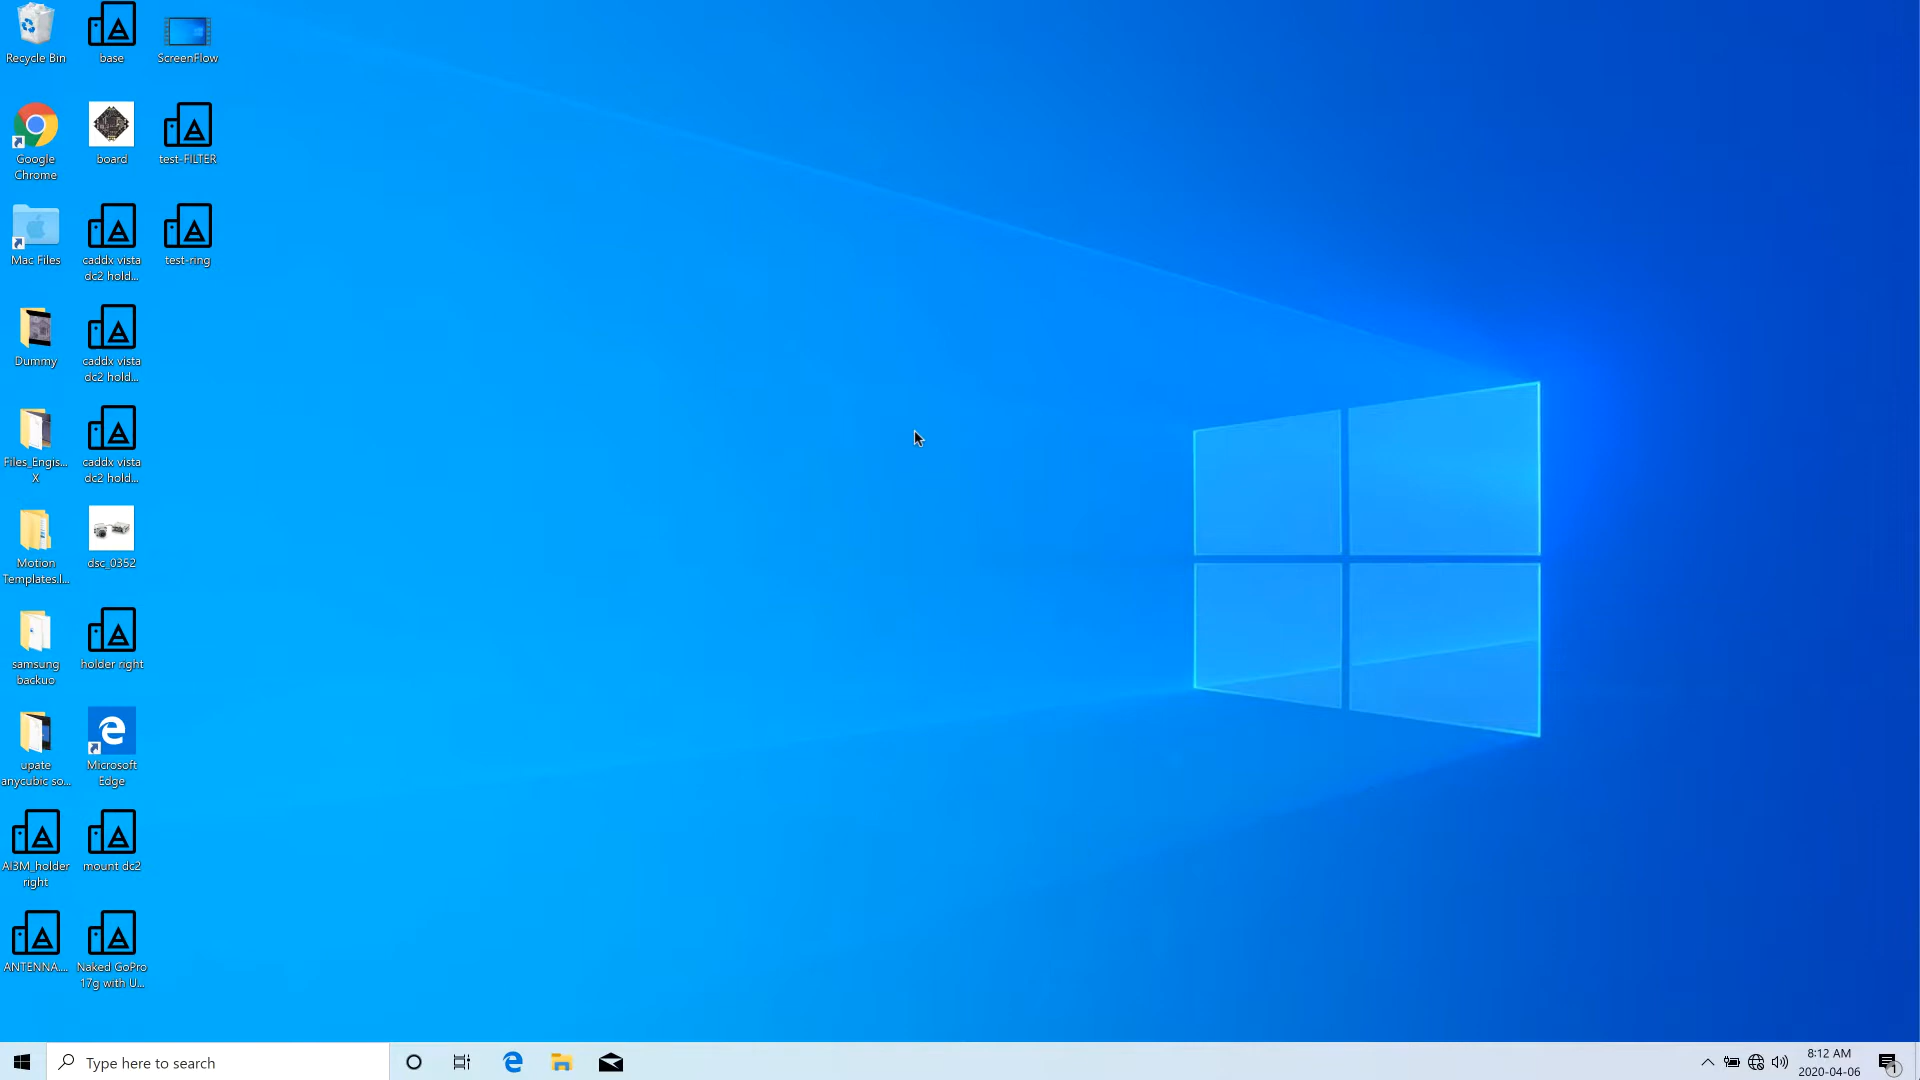 Recycle Bin
base
ScreenFlow
Google
Chrome
board
test-FILTER
Mac Files
caddx vista
dc2 hold...
test-ring
Dummy
caddx vista
dc2 hold...
Files_Engis...
X
caddx vista
dc2 hold...
Motion
Templates.l...
dsc_0352
samsung
backuo
holder right
upate
anycubic so...
Microsoft
Edge
AI3M_holder
right
mount dc2
ANTENNA....
Naked GoPro
17g with U...
Type here to search
8:12 AM
2020-04-06
1